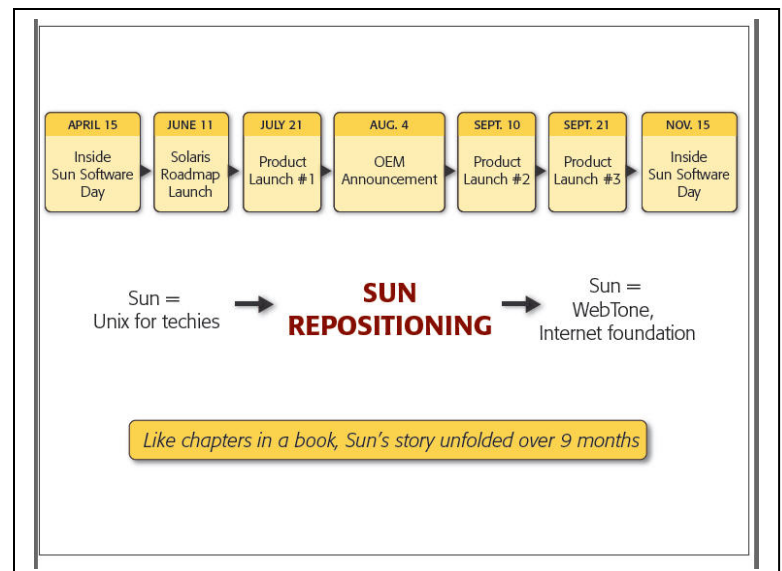 APRIL 15
Inside
Sun Software
Day
JUNE 11
Solaris
Roadmap
Launch
JULY 21
Product
Launch #1
AUG. 4
OEM
Announcement
SEPT. 10
Product
Launch #2
SEPT. 21
Product
Launch #3
NOV. 15
Inside
Sun Software
Day
Sun =
Unix for techies
SUN
REPOSITIONING
Sun =
WebTone,
Internet foundation
Like chapters in a book, Sun's story unfolded over 9 months